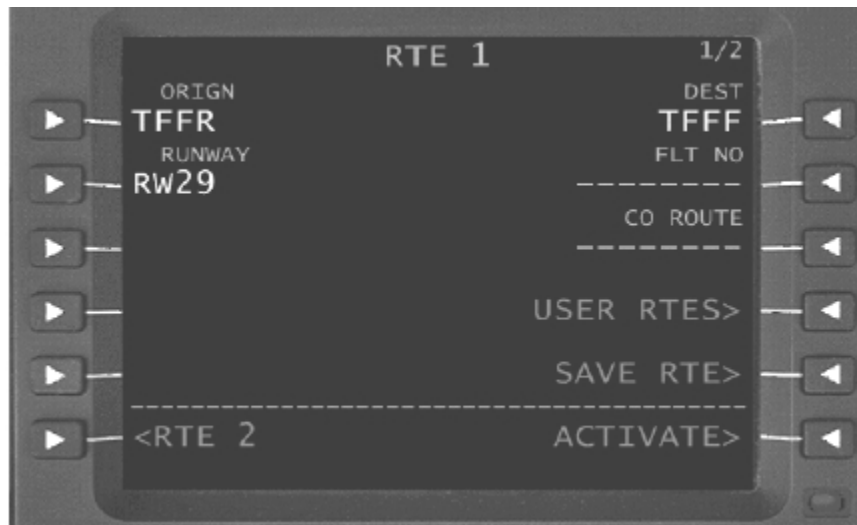 RTE 1 1/2
ORIGN DEST
TFFR TFFF
RUNWAY FLT NO
RW29 --------
CO ROUTE
--------
USER RTES>
SAVE RTE>
<RTE 2 ACTIVATE>